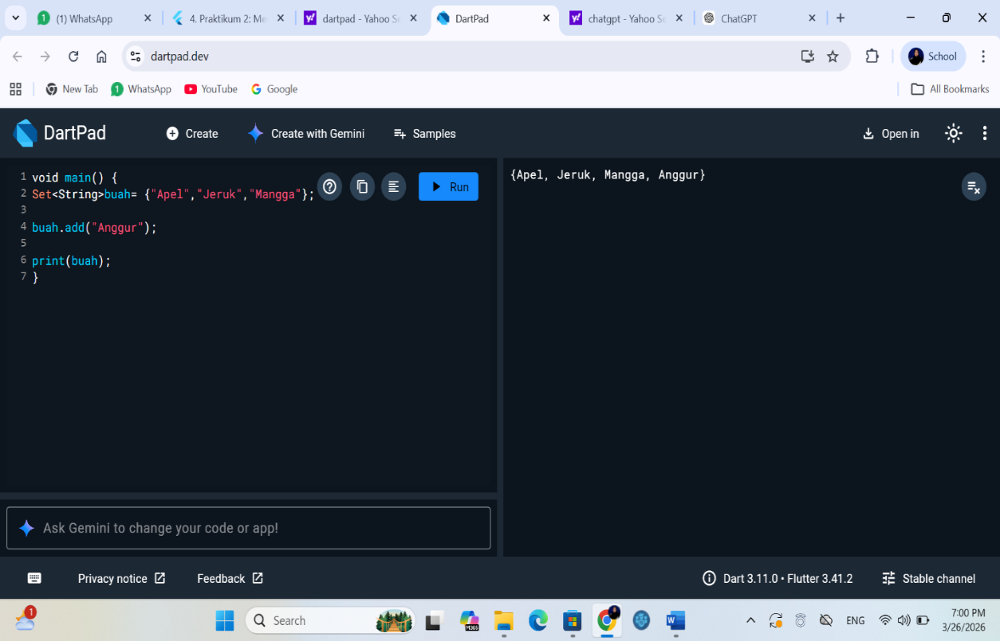 (1) WhatsApp
4. Praktikum 2: Me
dartpad - Yahoo Se
DartPad
chatgpt - Yahoo Se
ChatGPT
dartpad.dev
School
New Tab
1 WhatsApp
YouTube
Google
All Bookmarks
DartPad
Create
Create with Gemini
Samples
Open in
1 void main() {
2 Set<String>buah= {"Apel","Jeruk","Mangga"};
3
4 buah.add("Anggur");
5
6 print(buah);
7 }
Run
{Apel, Jeruk, Mangga, Anggur}
Ask Gemini to change your code or app!
Privacy notice
Feedback
Dart 3.11.0 • Flutter 3.41.2
Stable channel
1
Search
M365
ENG
7:00 PM
3/26/2026